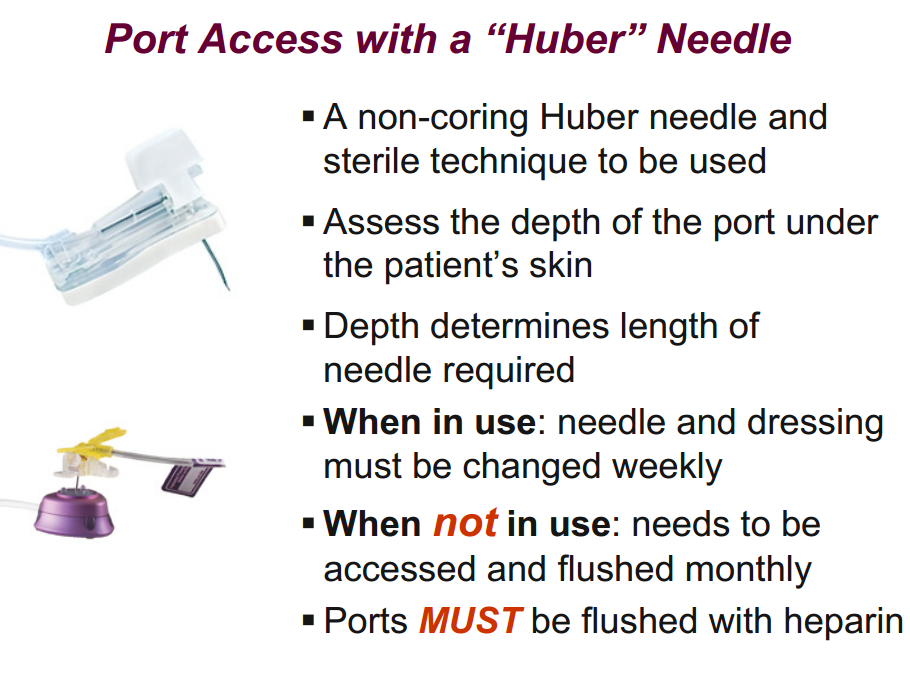 Port Access with a “Huber” Needle
▪ A non-coring Huber needle and
sterile technique to be used
▪ Assess the depth of the port under
the patient’s skin
▪ Depth determines length of
needle required
▪ When in use: needle and dressing
must be changed weekly
▪ When not in use: needs to be
accessed and flushed monthly
▪ Ports MUST be flushed with heparin